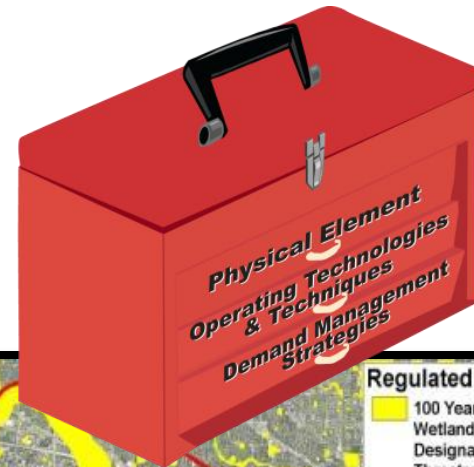 Physical Element
Operating Technologies
& Techniques
Demand Management
Strategies
Regulated
100 Year
Wetland
Designa